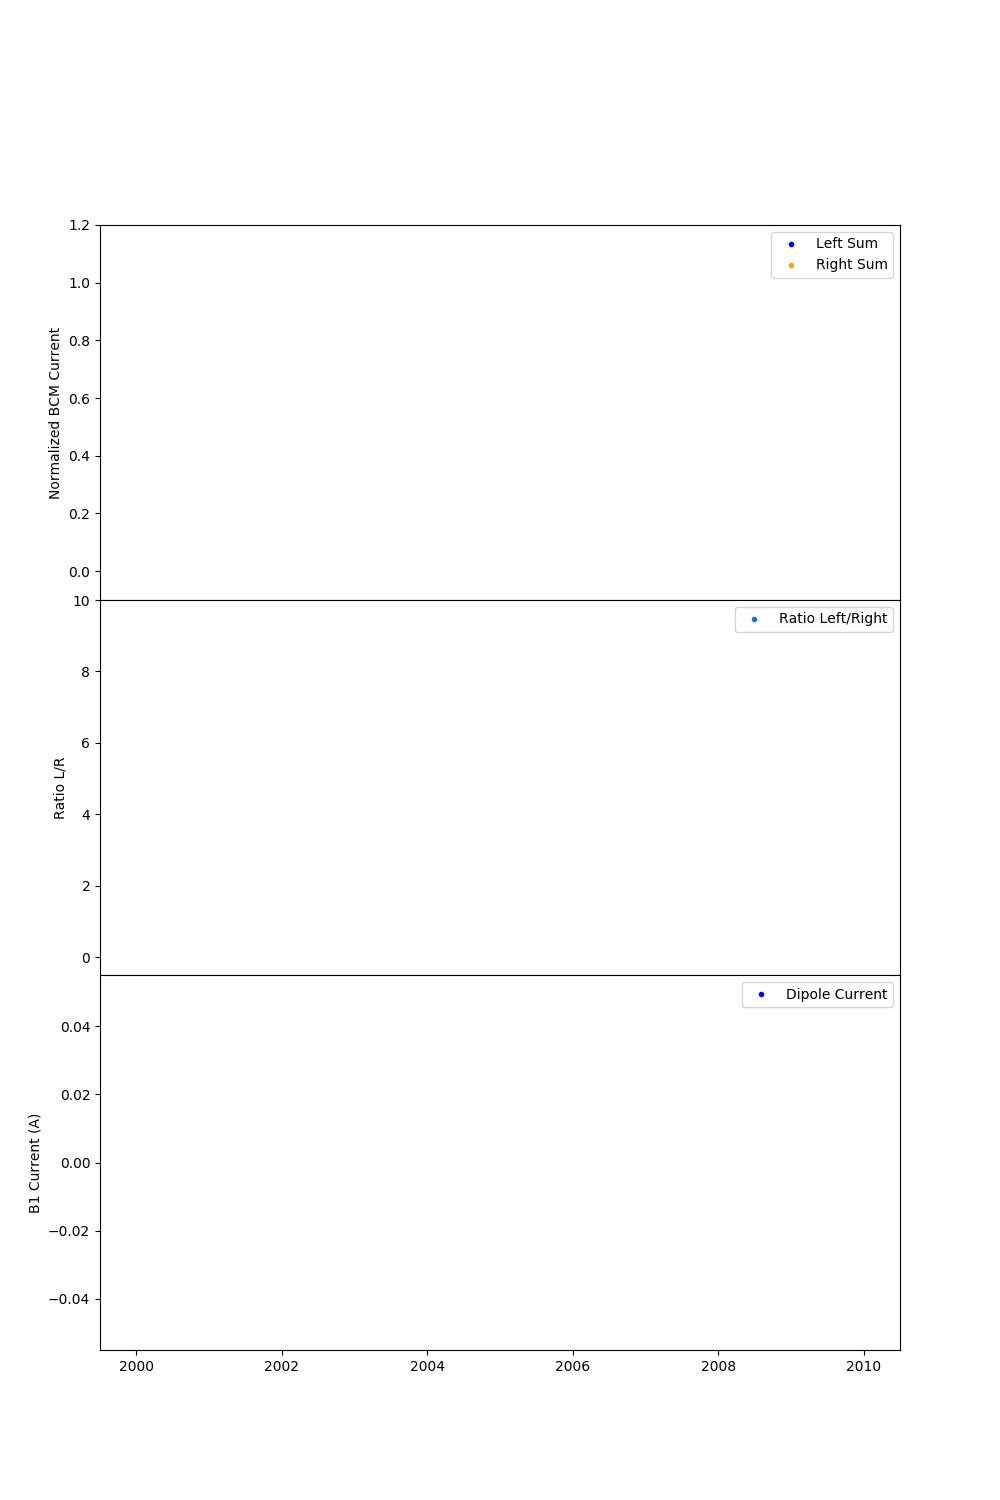 1.2
Left Sum
Right Sum
1.0
0.8
0.6
0.4
0.2
0.0
Normalized BCM Current
10
Ratio Left/Right
8
6
4
2
0
Ratio L/R
Dipole Current
0.04
0.02
0.00
−0.02
−0.04
B1 Current (A)
2000 2002 2004 2006 2008 2010